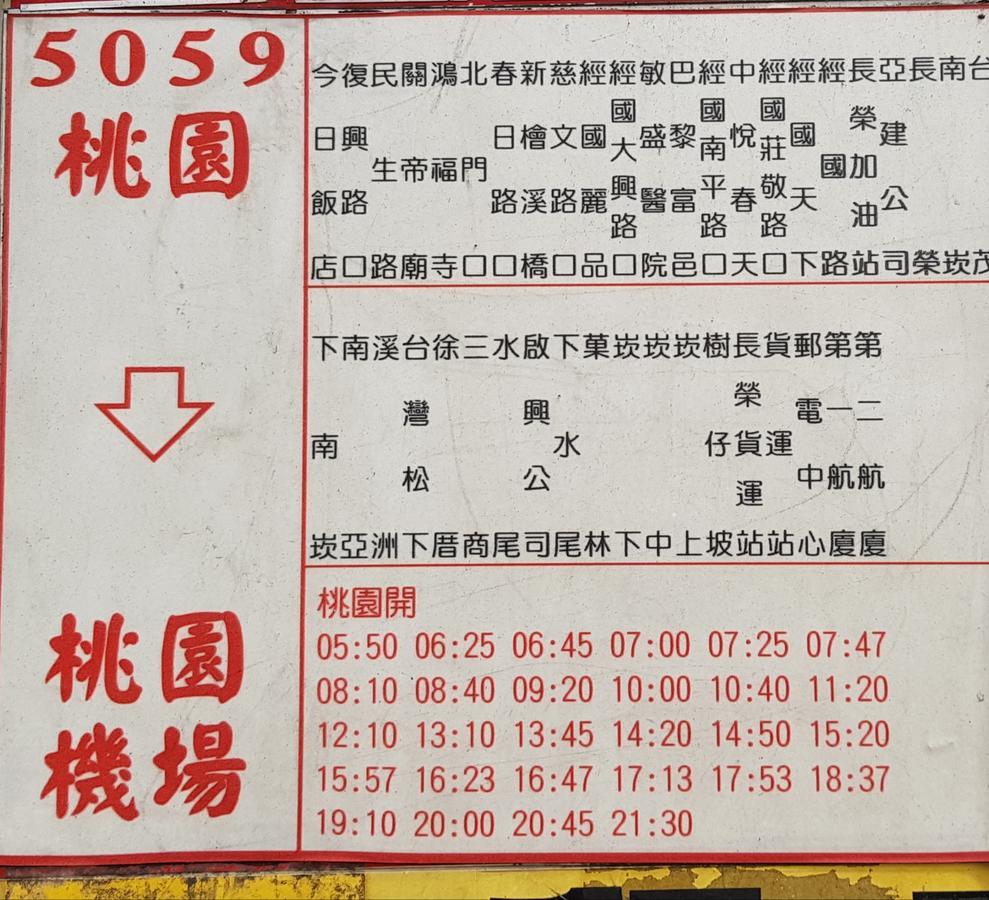 5059
桃園
桃園
機場
今日飯店
復興路口
民生路
關帝廟
鴻福寺
北門口
春日路口
新檜溪橋
慈文路口
經國麗品
經國大興路口
敏盛醫院
巴黎富邑
經國南平路口
中悅春天
經國莊敬路口
經國天下
經國路
長榮加油站
亞建公司
長榮
南崁
台茂
下南崁
南亞
溪洲
台灣松下
徐厝
三商
水尾
啟興公司
下水尾
菓林
崁下
崁中
崁上
樹仔坡
長榮貨運站
貨運站
郵電中心
第一航廈
第二航廈
桃園開
05:50 06:25 06:45 07:00 07:25 07:47
08:10 08:40 09:20 10:00 10:40 11:20
12:10 13:10 13:45 14:20 14:50 15:20
15:57 16:23 16:47 17:13 17:53 18:37
19:10 20:00 20:45 21:30